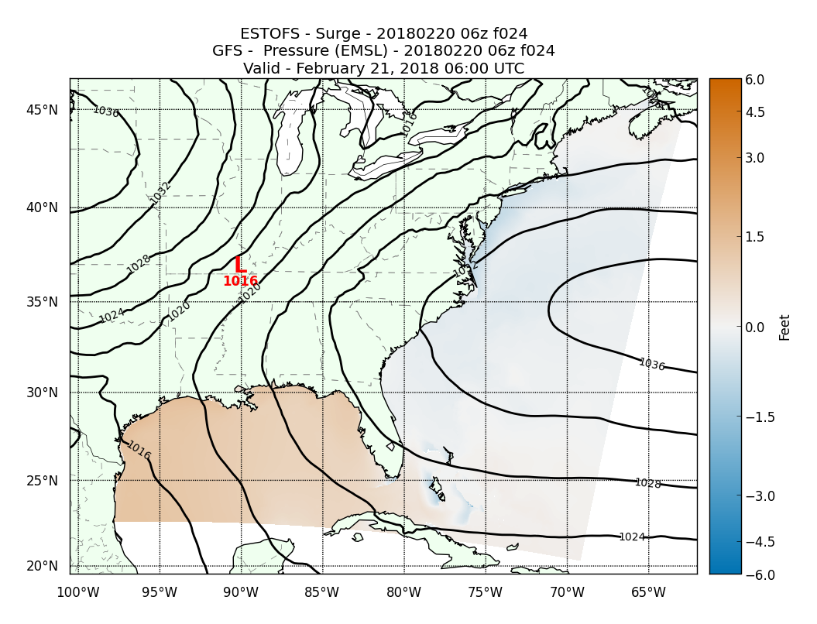 ESTOFS - Surge - 20180220 06z f024
GFS - Pressure (EMSL) - 20180220 06z f024
Valid - February 21, 2018 06:00 UTC
45°N
40°N
35°N
30°N
25°N
20°N
100°W
95°W
90°W
85°W
80°W
75°W
70°W
65°W
1036
1016
1032
1028
1024
1020
L
1016
1020
1016
1036
1028
1024
6.0
4.5
3.0
1.5
0.0
−1.5
−3.0
−4.5
−6.0
Feet